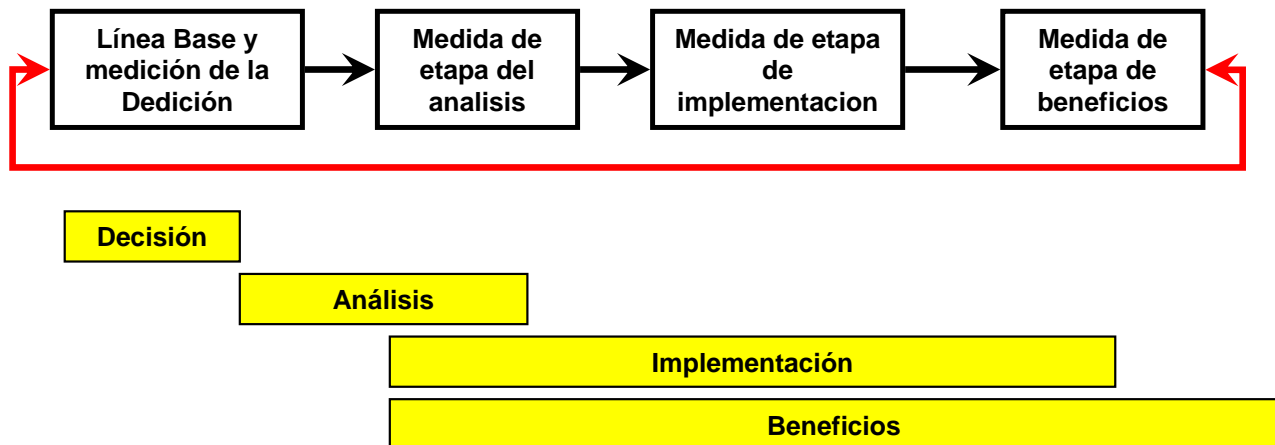 Línea Base y
medición de la
Dedición
Medida de
etapa del
analisis
Medida de etapa
de
implementacion
Medida de
etapa de
beneficios
Decisión
Análisis
Implementación
Beneficios